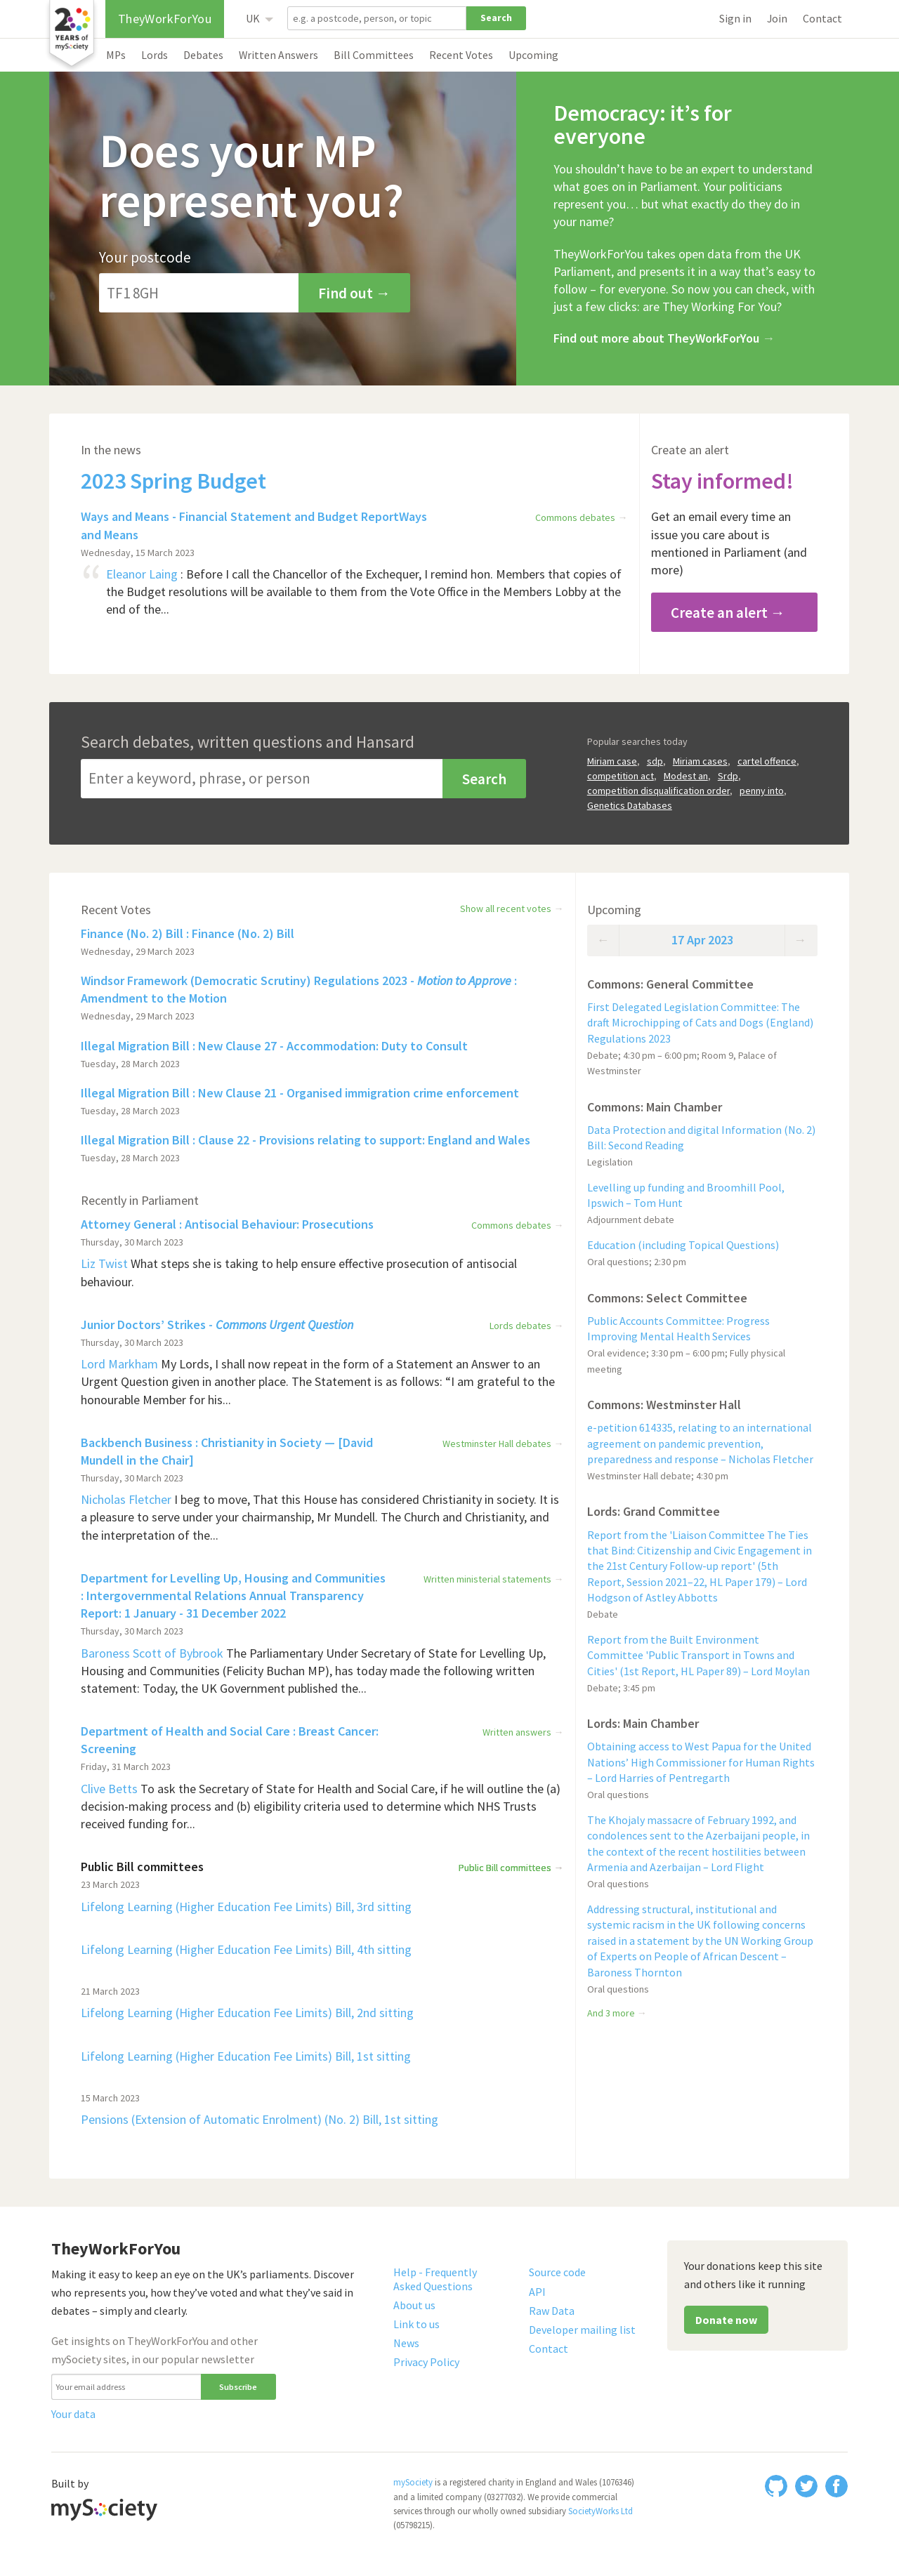 20
YEARS of
mySociety
TheyWorkForYou
UK
e.g. a postcode, person, or topic
Search
Sign in
Join
Contact
MPs
Lords
Debates
Written Answers
Bill Committees
Recent Votes
Upcoming
Does your MP
represent you?
Your postcode
TF1 8GH
Find out →
Democracy: it’s for
everyone
You shouldn’t have to be an expert to understand
what goes on in Parliament. Your politicians
represent you… but what exactly do they do in
your name?
TheyWorkForYou takes open data from the UK
Parliament, and presents it in a way that’s easy to
follow – for everyone. So now you can check, with
just a few clicks: are They Working For You?
Find out more about TheyWorkForYou →
In the news
2023 Spring Budget
Ways and Means - Financial Statement and Budget ReportWays
and Means
Commons debates →
Wednesday, 15 March 2023
“
Eleanor Laing : Before I call the Chancellor of the Exchequer, I remind hon. Members that copies of
the Budget resolutions will be available to them from the Vote Office in the Members Lobby at the
end of the...
Create an alert
Stay informed!
Get an email every time an
issue you care about is
mentioned in Parliament (and
more)
Create an alert →
Search debates, written questions and Hansard
Enter a keyword, phrase, or person
Search
Popular searches today
Miriam case, sdp, Miriam cases, cartel offence,
competition act, Modest an, Srdp,
competition disqualification order, penny into,
Genetics Databases
Recent Votes
Show all recent votes →
Finance (No. 2) Bill : Finance (No. 2) Bill
Wednesday, 29 March 2023
Windsor Framework (Democratic Scrutiny) Regulations 2023 - Motion to Approve :
Amendment to the Motion
Wednesday, 29 March 2023
Illegal Migration Bill : New Clause 27 - Accommodation: Duty to Consult
Tuesday, 28 March 2023
Illegal Migration Bill : New Clause 21 - Organised immigration crime enforcement
Tuesday, 28 March 2023
Illegal Migration Bill : Clause 22 - Provisions relating to support: England and Wales
Tuesday, 28 March 2023
Recently in Parliament
Attorney General : Antisocial Behaviour: Prosecutions
Commons debates →
Thursday, 30 March 2023
Liz Twist What steps she is taking to help ensure effective prosecution of antisocial
behaviour.
Junior Doctors’ Strikes - Commons Urgent Question
Lords debates →
Thursday, 30 March 2023
Lord Markham My Lords, I shall now repeat in the form of a Statement an Answer to an
Urgent Question given in another place. The Statement is as follows: “I am grateful to the
honourable Member for his...
Backbench Business : Christianity in Society — [David
Mundell in the Chair]
Westminster Hall debates →
Thursday, 30 March 2023
Nicholas Fletcher I beg to move, That this House has considered Christianity in society. It is
a pleasure to serve under your chairmanship, Mr Mundell. The Church and Christianity, and
the interpretation of the...
Department for Levelling Up, Housing and Communities
: Intergovernmental Relations Annual Transparency
Report: 1 January - 31 December 2022
Written ministerial statements →
Thursday, 30 March 2023
Baroness Scott of Bybrook The Parliamentary Under Secretary of State for Levelling Up,
Housing and Communities (Felicity Buchan MP), has today made the following written
statement: Today, the UK Government published the...
Department of Health and Social Care : Breast Cancer:
Screening
Written answers →
Friday, 31 March 2023
Clive Betts To ask the Secretary of State for Health and Social Care, if he will outline the (a)
decision-making process and (b) eligibility criteria used to determine which NHS Trusts
received funding for...
Public Bill committees
Public Bill committees →
23 March 2023
Lifelong Learning (Higher Education Fee Limits) Bill, 3rd sitting
Lifelong Learning (Higher Education Fee Limits) Bill, 4th sitting
21 March 2023
Lifelong Learning (Higher Education Fee Limits) Bill, 2nd sitting
Lifelong Learning (Higher Education Fee Limits) Bill, 1st sitting
15 March 2023
Pensions (Extension of Automatic Enrolment) (No. 2) Bill, 1st sitting
Upcoming
← 17 Apr 2023 →
Commons: General Committee
First Delegated Legislation Committee: The
draft Microchipping of Cats and Dogs (England)
Regulations 2023
Debate; 4:30 pm – 6:00 pm; Room 9, Palace of
Westminster
Commons: Main Chamber
Data Protection and digital Information (No. 2)
Bill: Second Reading
Legislation
Levelling up funding and Broomhill Pool,
Ipswich – Tom Hunt
Adjournment debate
Education (including Topical Questions)
Oral questions; 2:30 pm
Commons: Select Committee
Public Accounts Committee: Progress
Improving Mental Health Services
Oral evidence; 3:30 pm – 6:00 pm; Fully physical
meeting
Commons: Westminster Hall
e-petition 614335, relating to an international
agreement on pandemic prevention,
preparedness and response – Nicholas Fletcher
Westminster Hall debate; 4:30 pm
Lords: Grand Committee
Report from the 'Liaison Committee The Ties
that Bind: Citizenship and Civic Engagement in
the 21st Century Follow-up report' (5th
Report, Session 2021–22, HL Paper 179) – Lord
Hodgson of Astley Abbotts
Debate
Report from the Built Environment
Committee 'Public Transport in Towns and
Cities' (1st Report, HL Paper 89) – Lord Moylan
Debate; 3:45 pm
Lords: Main Chamber
Obtaining access to West Papua for the United
Nations’ High Commissioner for Human Rights
– Lord Harries of Pentregarth
Oral questions
The Khojaly massacre of February 1992, and
condolences sent to the Azerbaijani people, in
the context of the recent hostilities between
Armenia and Azerbaijan – Lord Flight
Oral questions
Addressing structural, institutional and
systemic racism in the UK following concerns
raised in a statement by the UN Working Group
of Experts on People of African Descent –
Baroness Thornton
Oral questions
And 3 more →
TheyWorkForYou
Making it easy to keep an eye on the UK’s parliaments. Discover
who represents you, how they’ve voted and what they’ve said in
debates – simply and clearly.
Get insights on TheyWorkForYou and other
mySociety sites, in our popular newsletter
Your email address
Subscribe
Your data
Help - Frequently
Asked Questions
About us
Link to us
News
Privacy Policy
Source code
API
Raw Data
Developer mailing list
Contact
Your donations keep this site
and others like it running
Donate now
Built by
mySociety
mySociety is a registered charity in England and Wales (1076346)
and a limited company (03277032). We provide commercial
services through our wholly owned subsidiary SocietyWorks Ltd
(05798215).